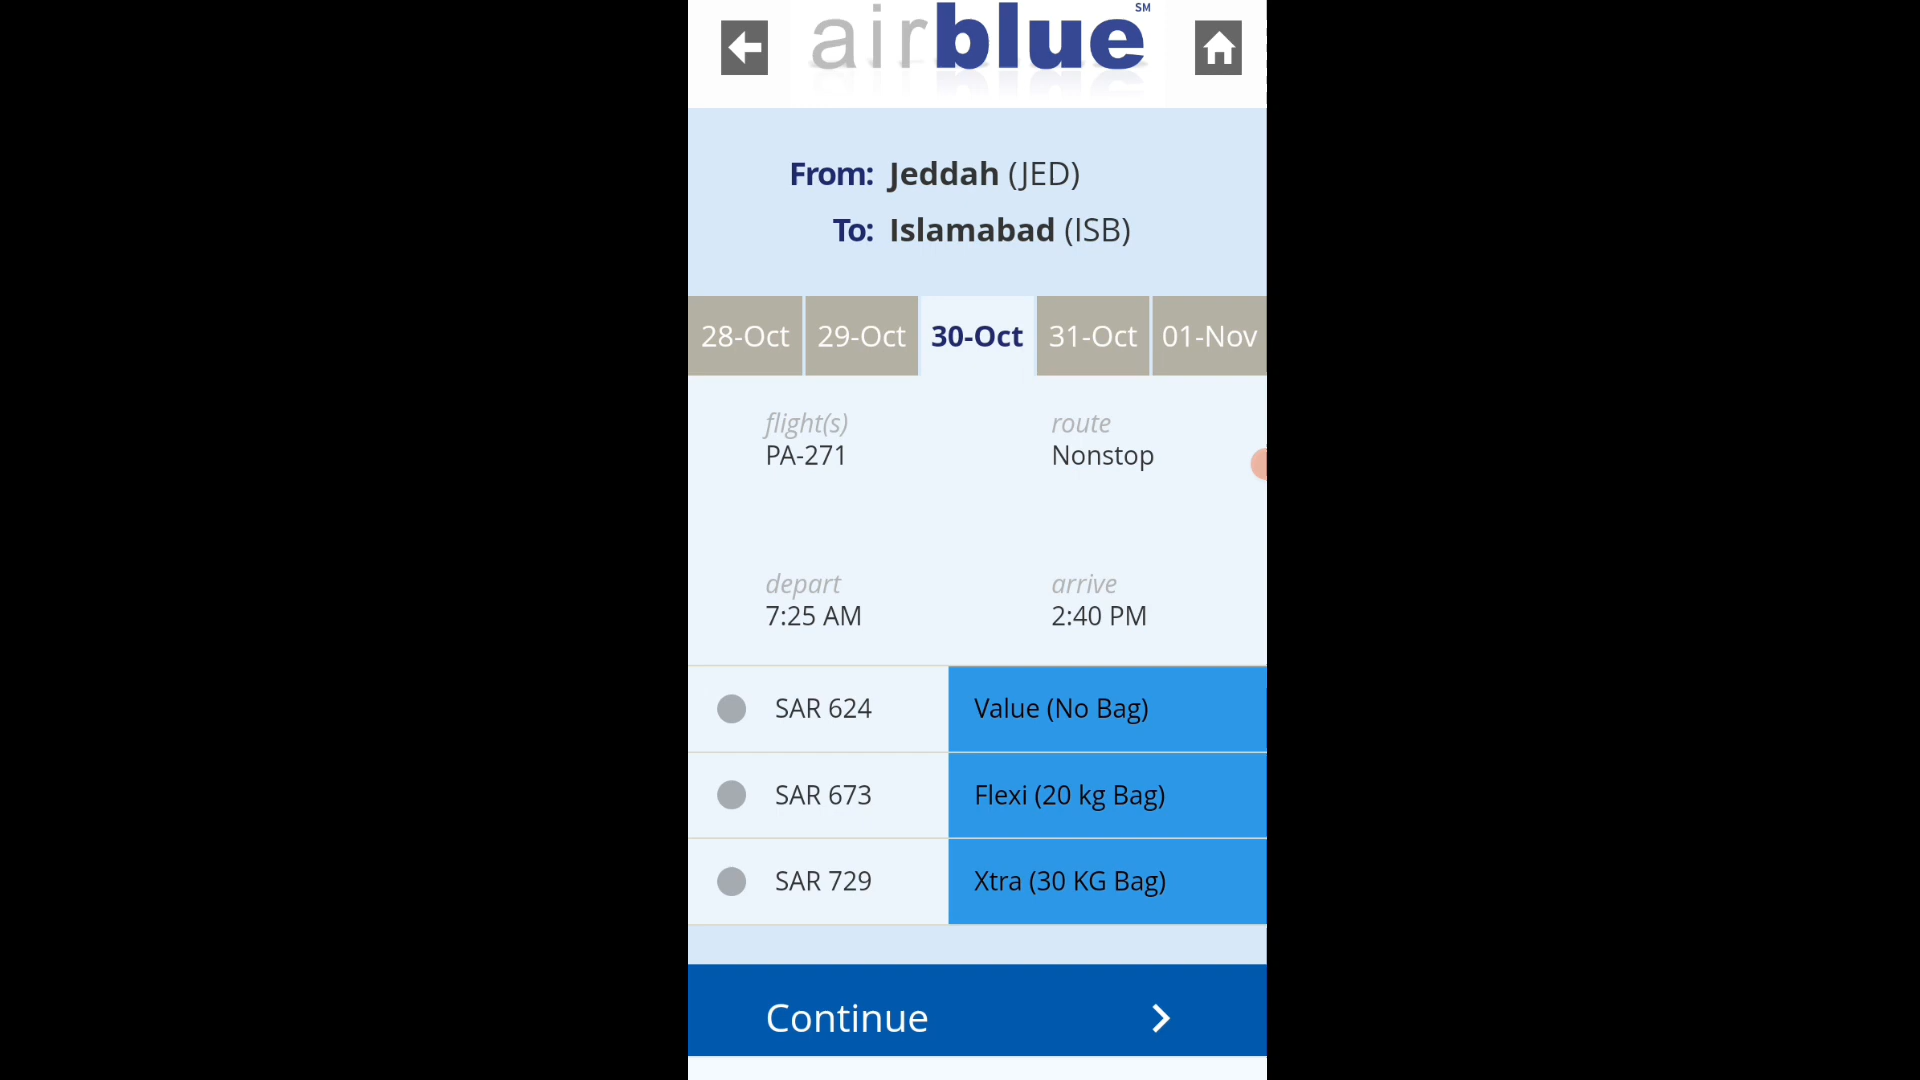 airblue SM
From: Jeddah (JED)
To: Islamabad (ISB)
28-Oct 29-Oct 30-Oct 31-Oct 01-Nov
flight(s) route
PA-271 Nonstop
depart arrive
7:25 AM 2:40 PM
SAR 624 Value (No Bag)
SAR 673 Flexi (20 kg Bag)
SAR 729 Xtra (30 KG Bag)
Continue